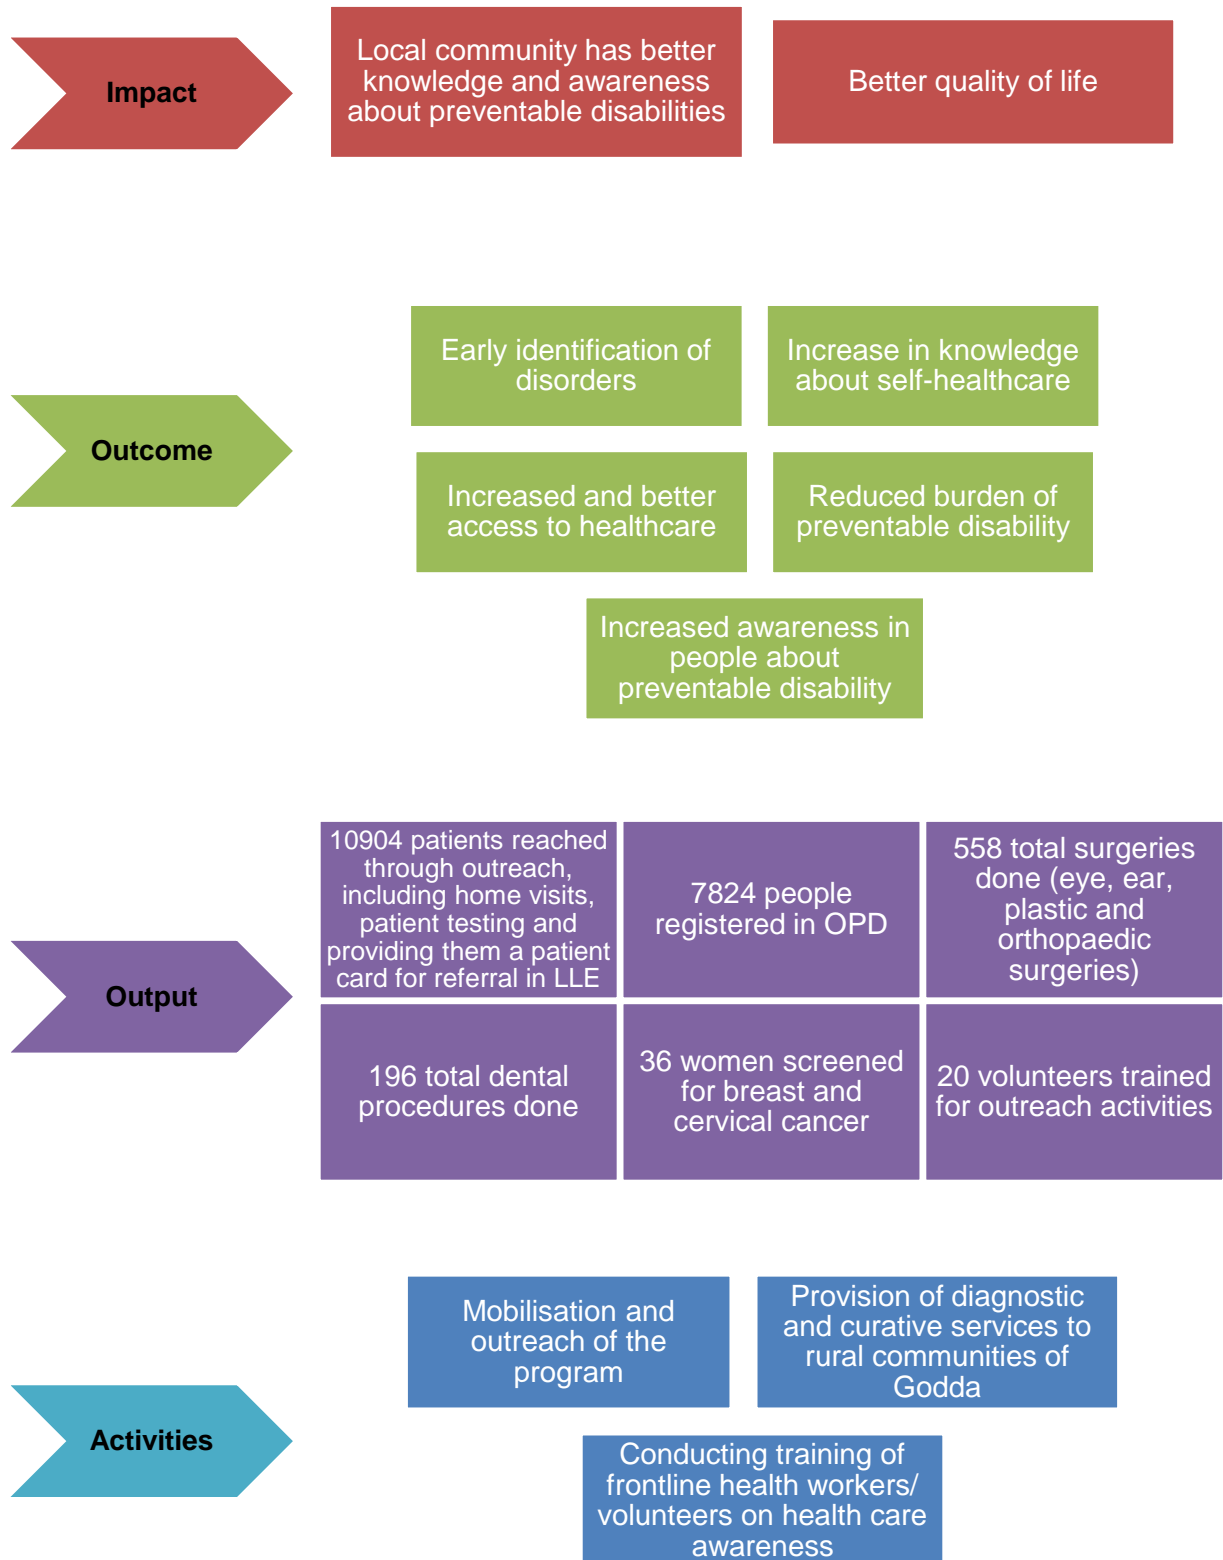 Impact
Local community has better
knowledge and awareness
about preventable disabilities
Better quality of life
Outcome
Early identification of
disorders
Increase in knowledge
about self-healthcare
Increased and better
access to healthcare
Reduced burden of
preventable disability
Increased awareness in
people about
preventable disability
Output
10904 patients reached
through outreach,
including home visits,
patient testing and
providing them a patient
card for referral in LLE
7824 people
registered in OPD
558 total surgeries
done (eye, ear,
plastic and
orthopaedic
surgeries)
196 total dental
procedures done
36 women screened
for breast and
cervical cancer
20 volunteers trained
for outreach activities
Activities
Mobilisation and
outreach of the
program
Provision of diagnostic
and curative services to
rural communities of
Godda
Conducting training of
frontline health workers/
volunteers on health care
awareness